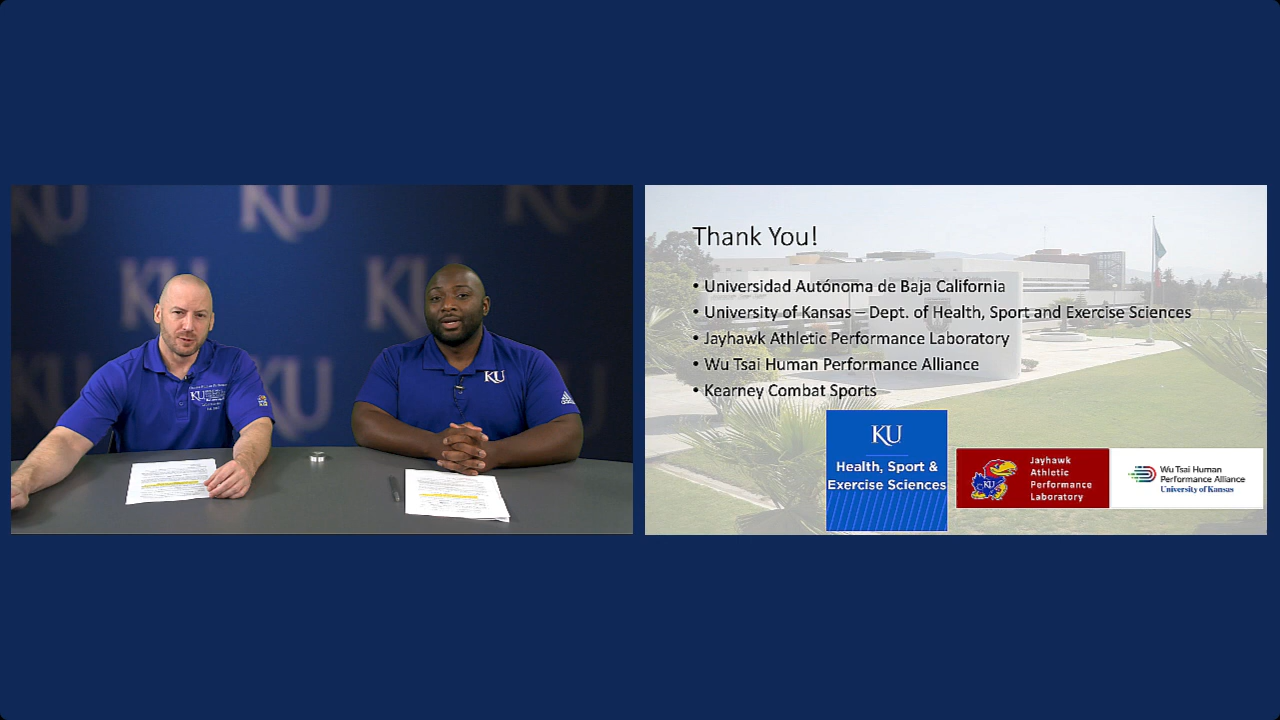 KU
KU
KU
KU
KU
KU
KU
KU
Thank You!
• Universidad Autónoma de Baja California
• University of Kansas – Dept. of Health, Sport and Exercise Sciences
• Jayhawk Athletic Performance Laboratory
• Wu Tsai Human Performance Alliance
• Kearney Combat Sports
KU
Health, Sport &
Exercise Sciences
KU
Jayhawk
Athletic
Performance
Laboratory
Wu Tsai Human
Performance Alliance
University of Kansas